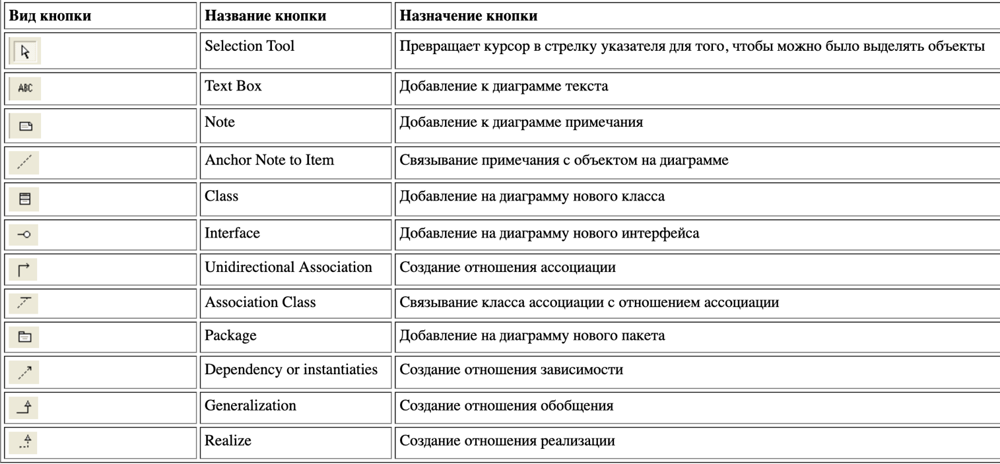 Вид кнопки Название кнопки Назначение кнопки
Selection Tool Превращает курсор в стрелку указателя для того, чтобы можно было выделять объекты
ABC Text Box Добавление к диаграмме текста
Note Добавление к диаграмме примечания
Anchor Note to Item Связывание примечания с объектом на диаграмме
Class Добавление на диаграмму нового класса
Interface Добавление на диаграмму нового интерфейса
Unidirectional Association Создание отношения ассоциации
Association Class Связывание класса ассоциации с отношением ассоциации
Package Добавление на диаграмму нового пакета
Dependency or instantiaties Создание отношения зависимости
Generalization Создание отношения обобщения
Realize Создание отношения реализации